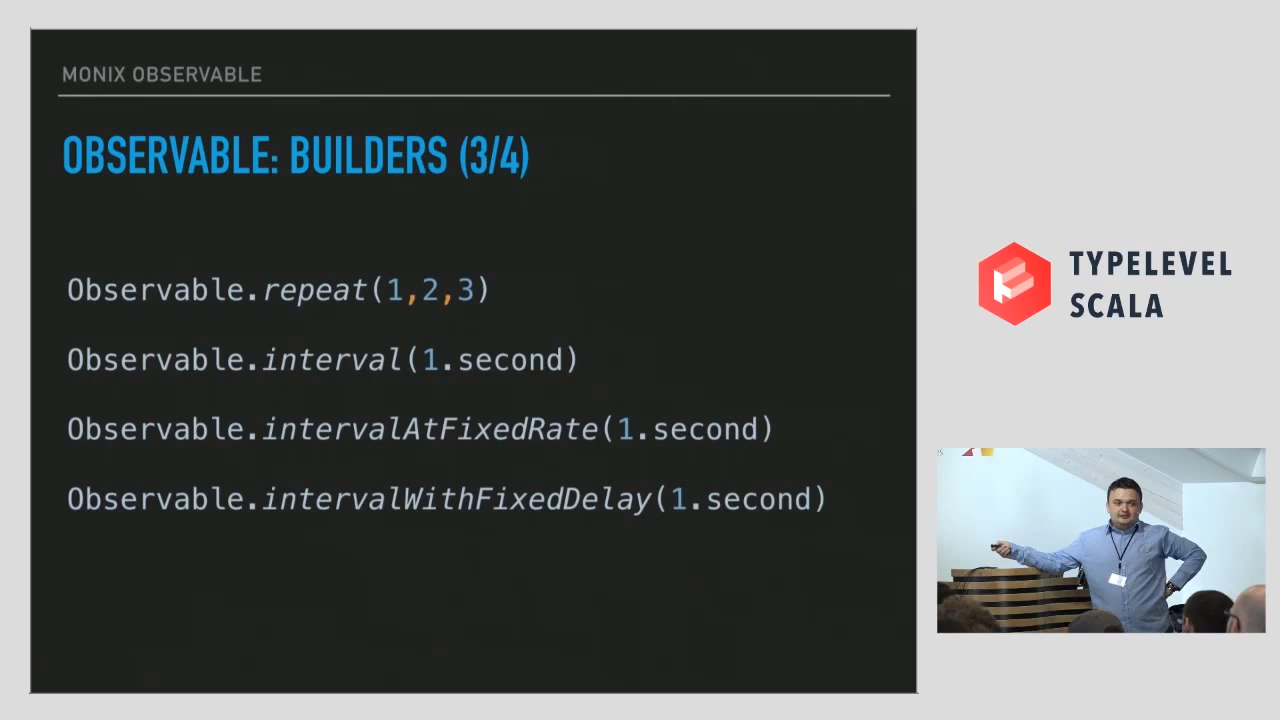 MONIX OBSERVABLE
OBSERVABLE: BUILDERS (3/4)
Observable.repeat(1,2,3)
Observable.interval(1.second)
Observable.intervalAtFixedRate(1.second)
Observable.intervalWithFixedDelay(1.second)
TYPELEVEL
SCALA